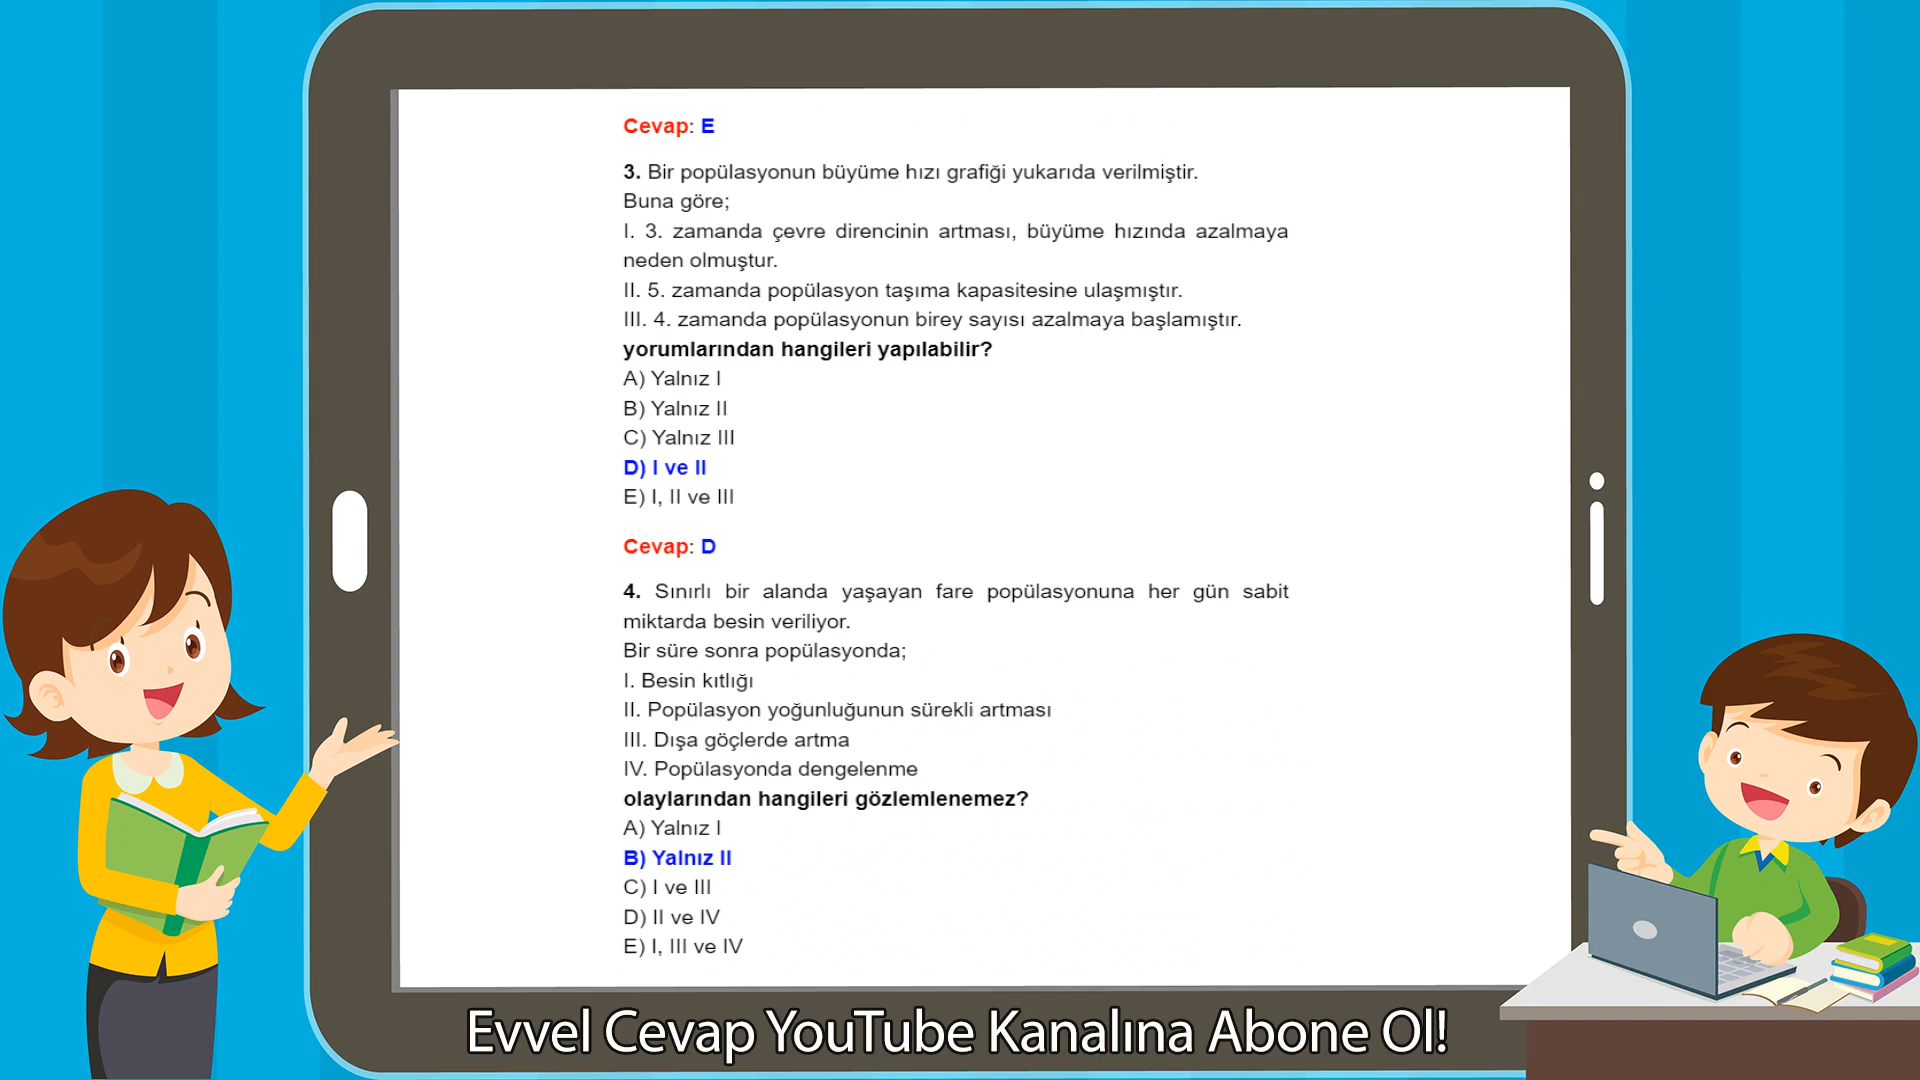 Cevap: E
3. Bir popülasyonun büyüme hızı grafiği yukarıda verilmiştir.
Buna göre;
I. 3. zamanda çevre direncinin artması, büyüme hızında azalmaya
neden olmuştur.
II. 5. zamanda popülasyon taşıma kapasitesine ulaşmıştır.
III. 4. zamanda popülasyonun birey sayısı azalmaya başlamıştır.
yorumlarından hangileri yapılabilir?
A) Yalnız I
B) Yalnız II
C) Yalnız III
D) I ve II
E) I, II ve III
Cevap: D
4. Sınırlı bir alanda yaşayan fare popülasyonuna her gün sabit
miktarda besin veriliyor.
Bir süre sonra popülasyonda;
I. Besin kıtlığı
II. Popülasyon yoğunluğunun sürekli artması
III. Dışa göçlerde artma
IV. Popülasyonda dengelenme
olaylarından hangileri gözlemlenemez?
A) Yalnız I
B) Yalnız II
C) I ve III
D) II ve IV
E) I, III ve IV
Evvel Cevap YouTube Kanalına Abone Ol!